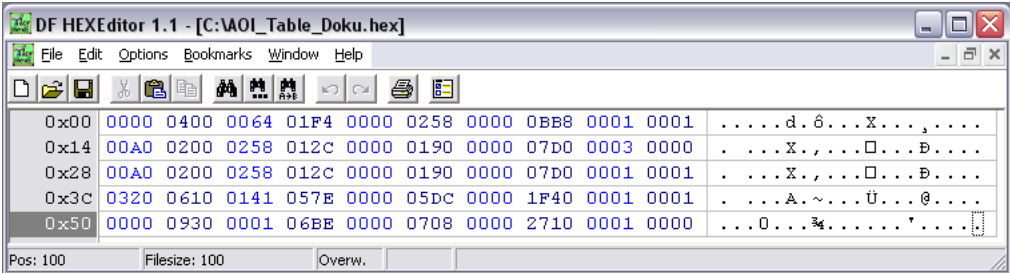 DF HEXEditor 1.1 - [C:\AOI_Table_Doku.hex]
File Edit Options Bookmarks Window Help
0x00 0000 0400 0064 01F4 0000 0258 0000 0BB8 0001 0001 .....d.ô...X...¸....
0x14 00A0 0200 0258 012C 0000 0190 0000 07D0 0003 0000 . ...X.,...□...Ð....
0x28 00A0 0200 0258 012C 0000 0190 0000 07D0 0001 0001 . ...X.,...□...Ð....
0x3C 0320 0610 0141 057E 0000 05DC 0000 1F40 0001 0001 . ...A.~...Ü...@....
0x50 0000 0930 0001 06BE 0000 0708 0000 2710 0001 0000 ...0...¾......'.....
Pos: 100 Filesize: 100 Overw.